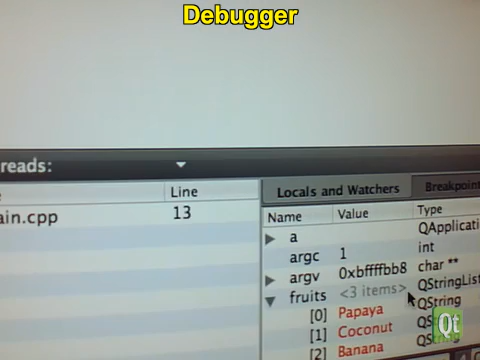 Debugger
reads:
Line
ain.cpp 13
Locals and Watchers Breakpoint
Name Value Type
a QApplicati
argc 1 int
argv 0xbffffbb8 char **
fruits <3 items> QStringList
[0] Papaya QString
[1] Coconut
[2] Banana
Qt